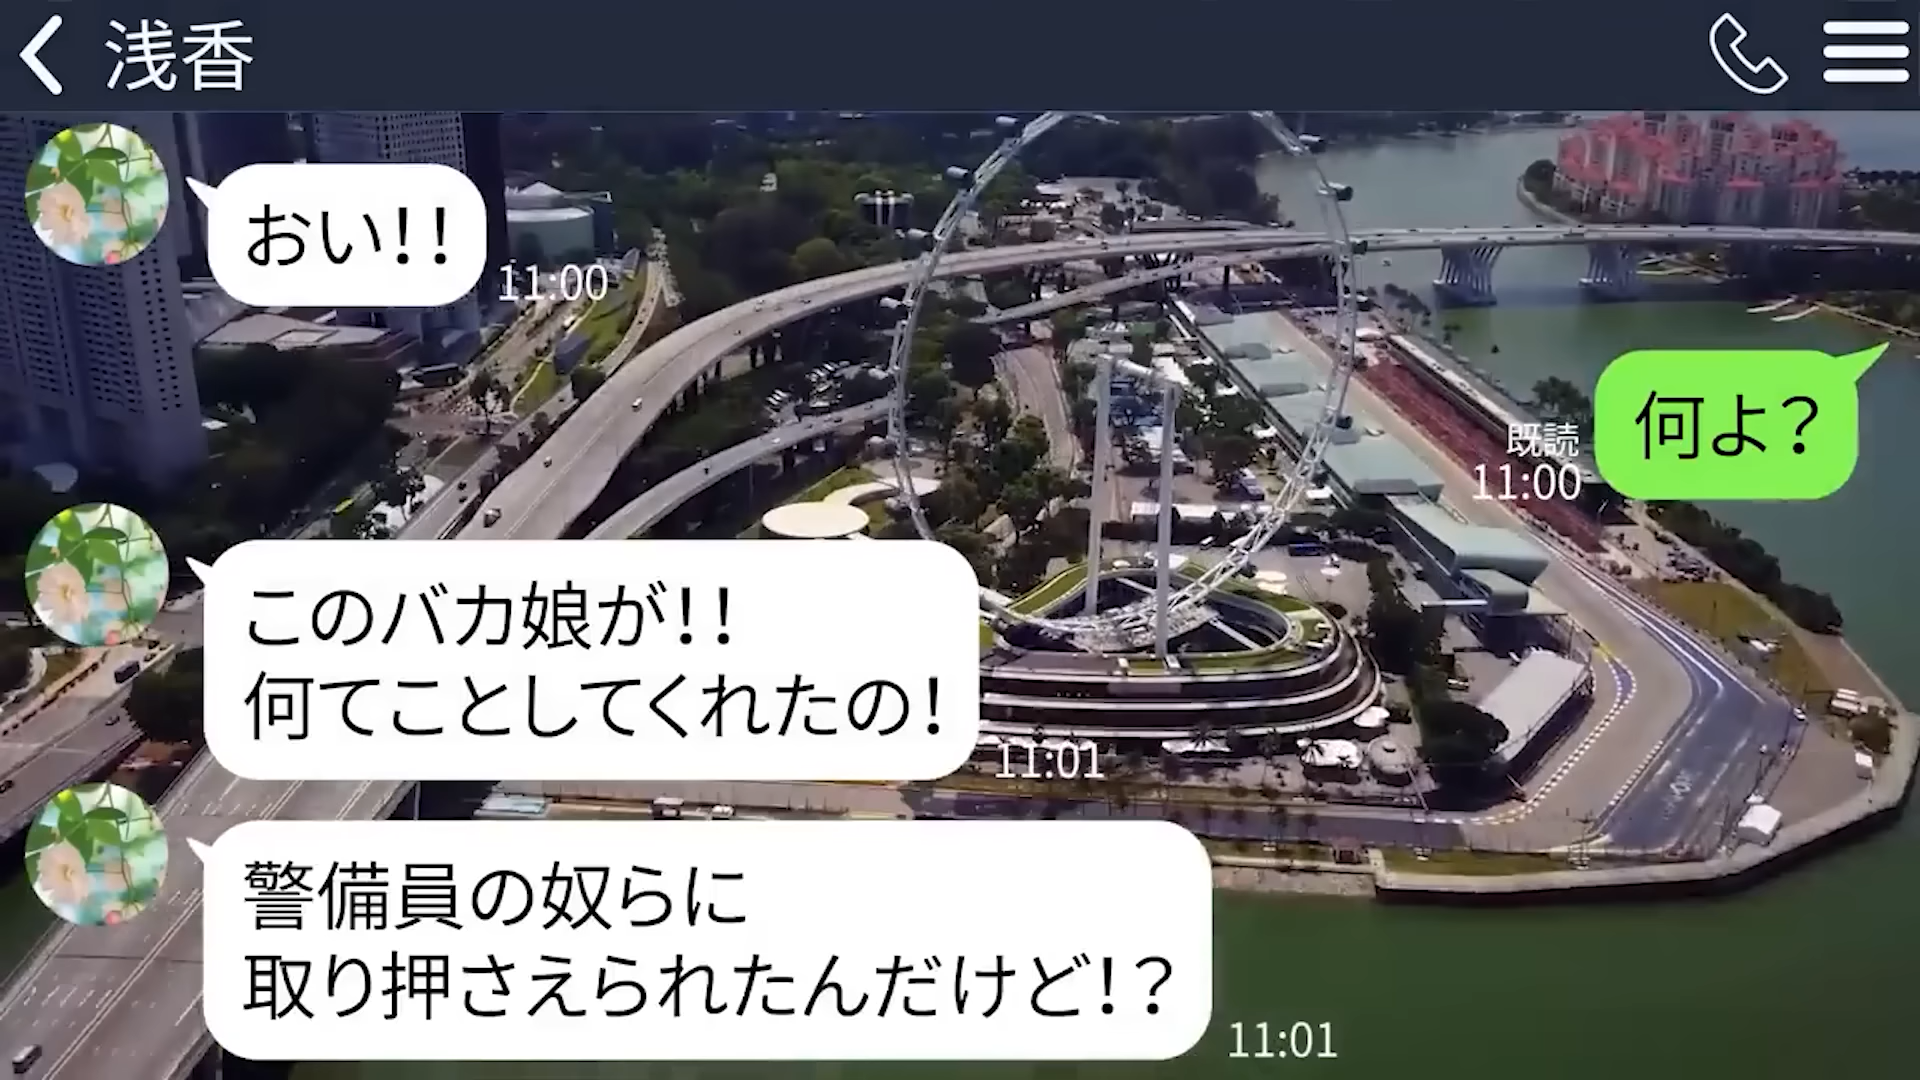 浅香
おい！！
11:00
何よ？
既読
11:00
このバカ娘が！！
何てことしてくれたの！
11:01
警備員の奴らに
取り押さえられたんだけど！？
11:01